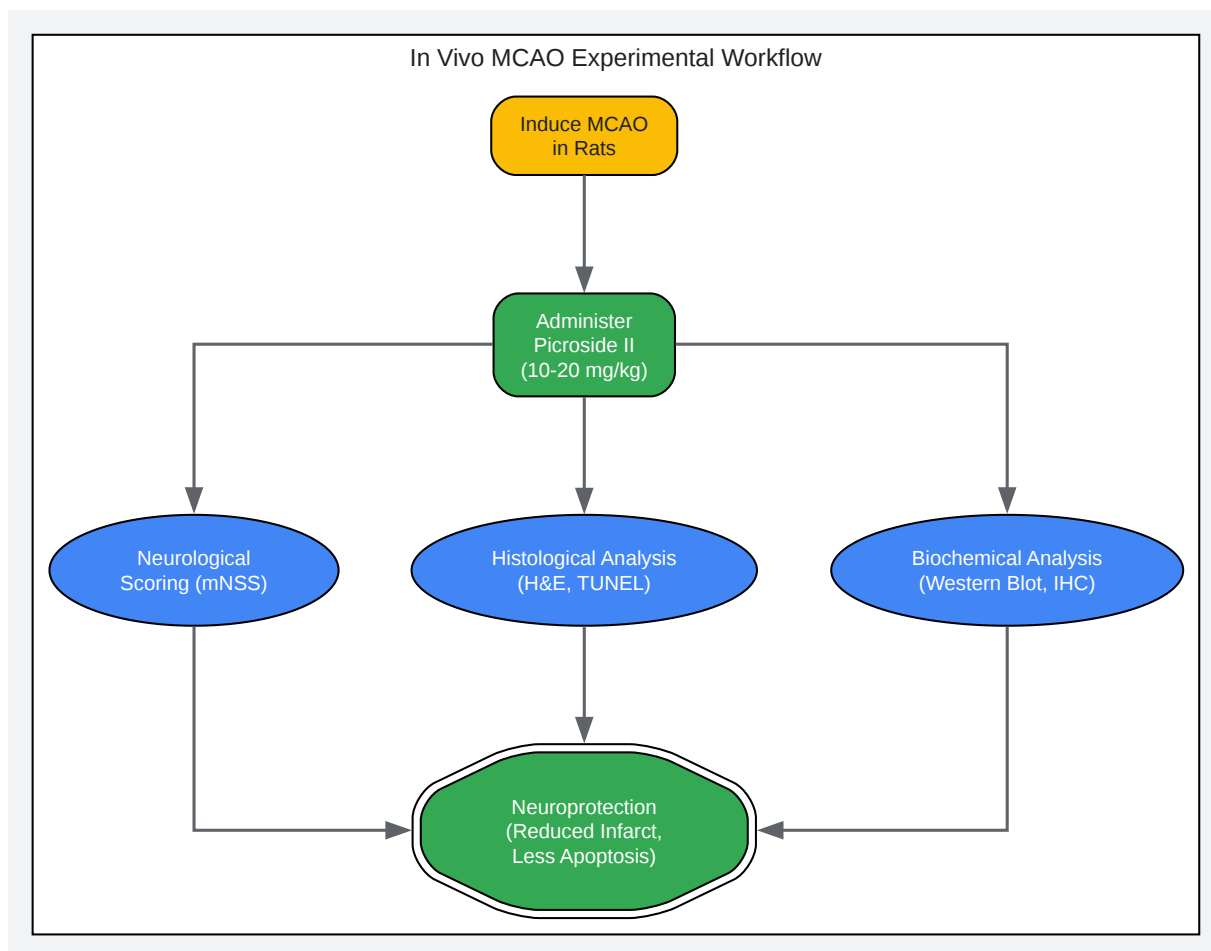 In Vivo MCAO Experimental Workflow
Induce MCAO
in Rats
Administer
Picroside II
(10-20 mg/kg)
Neurological
Scoring (mNSS)
Histological Analysis
(H&E, TUNEL)
Biochemical Analysis
(Western Blot, IHC)
Neuroprotection
(Reduced Infarct,
Less Apoptosis)